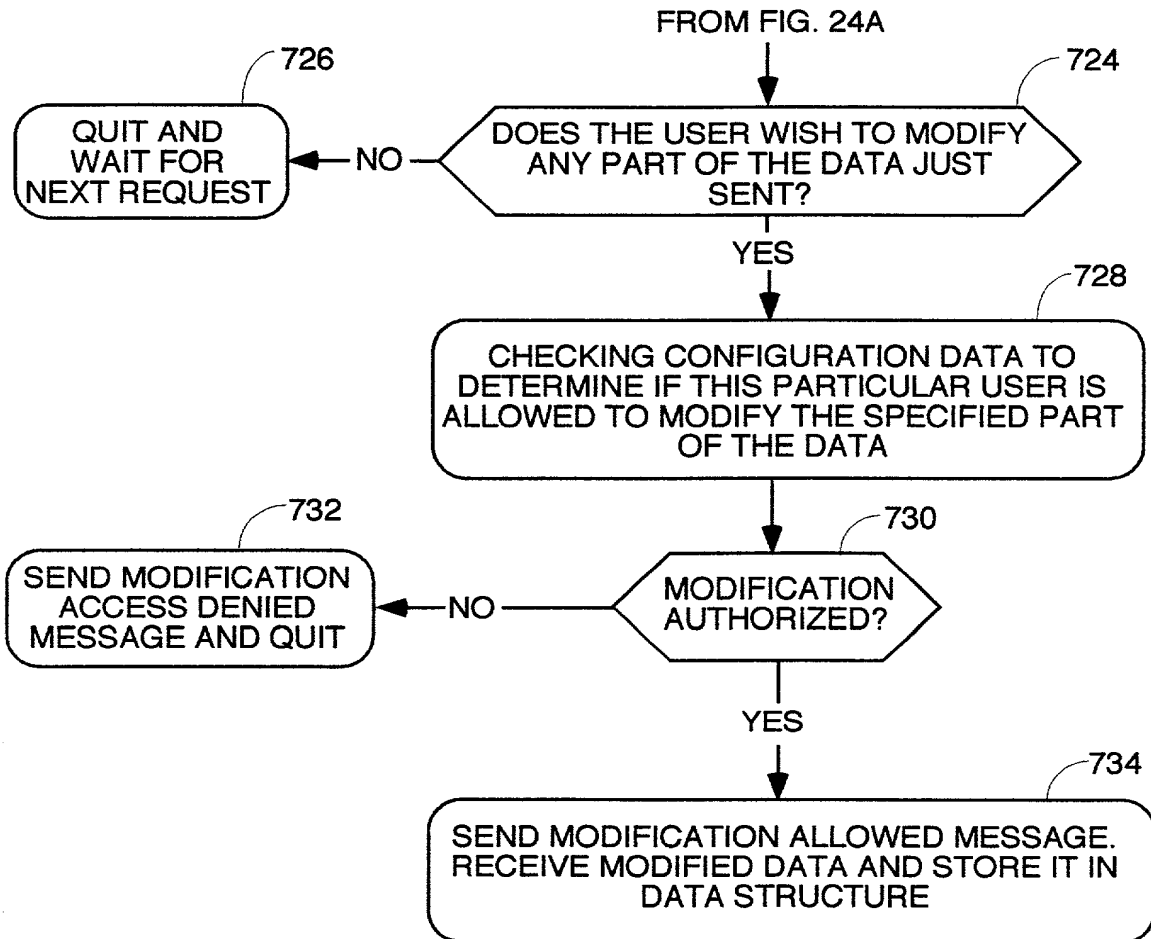 FROM FIG. 24A
726
724
QUIT AND
WAIT FOR
NEXT REQUEST
NO
DOES THE USER WISH TO MODIFY
ANY PART OF THE DATA JUST
SENT?
YES
728
CHECKING CONFIGURATION DATA TO
DETERMINE IF THIS PARTICULAR USER IS
ALLOWED TO MODIFY THE SPECIFIED PART
OF THE DATA
732
730
SEND MODIFICATION
ACCESS DENIED
MESSAGE AND QUIT
NO
MODIFICATION
AUTHORIZED?
YES
734
SEND MODIFICATION ALLOWED MESSAGE.
RECEIVE MODIFIED DATA AND STORE IT IN
DATA STRUCTURE